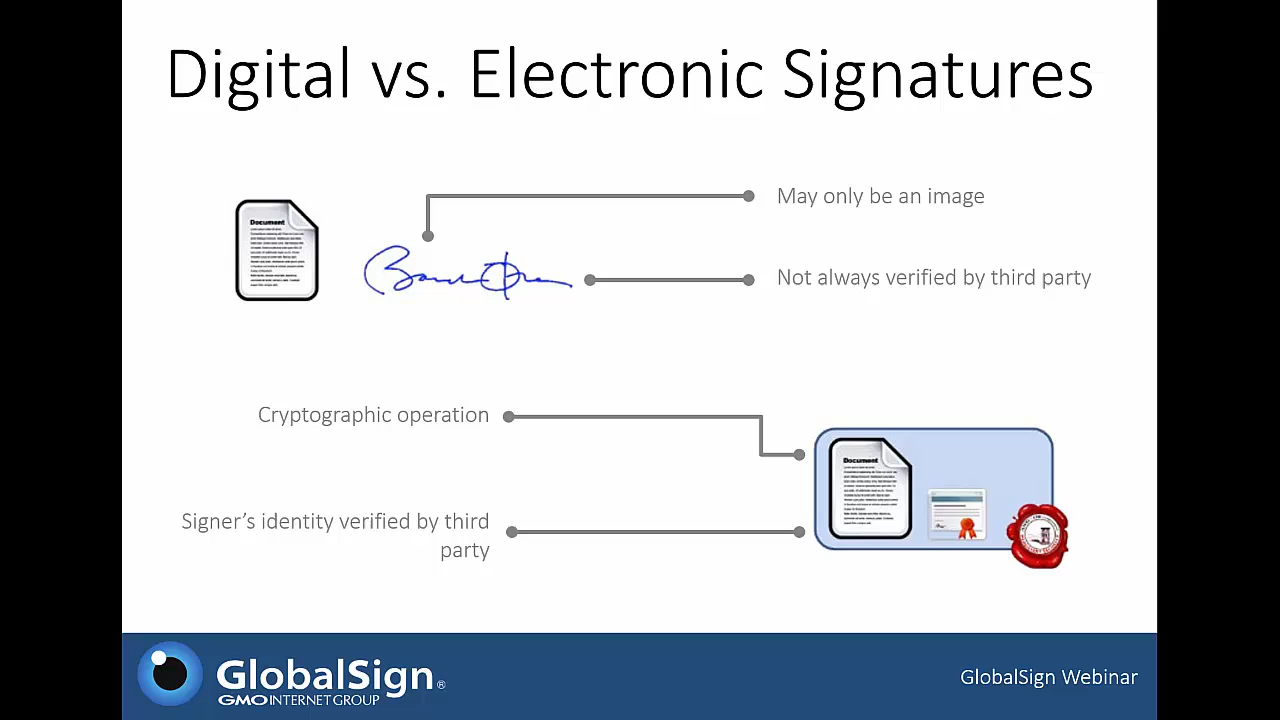 Digital vs. Electronic Signatures
Document
May only be an image
Not always verified by third party
Cryptographic operation
Signer’s identity verified by third
party
Document
GlobalSign®
GMO INTERNET GROUP
GlobalSign Webinar